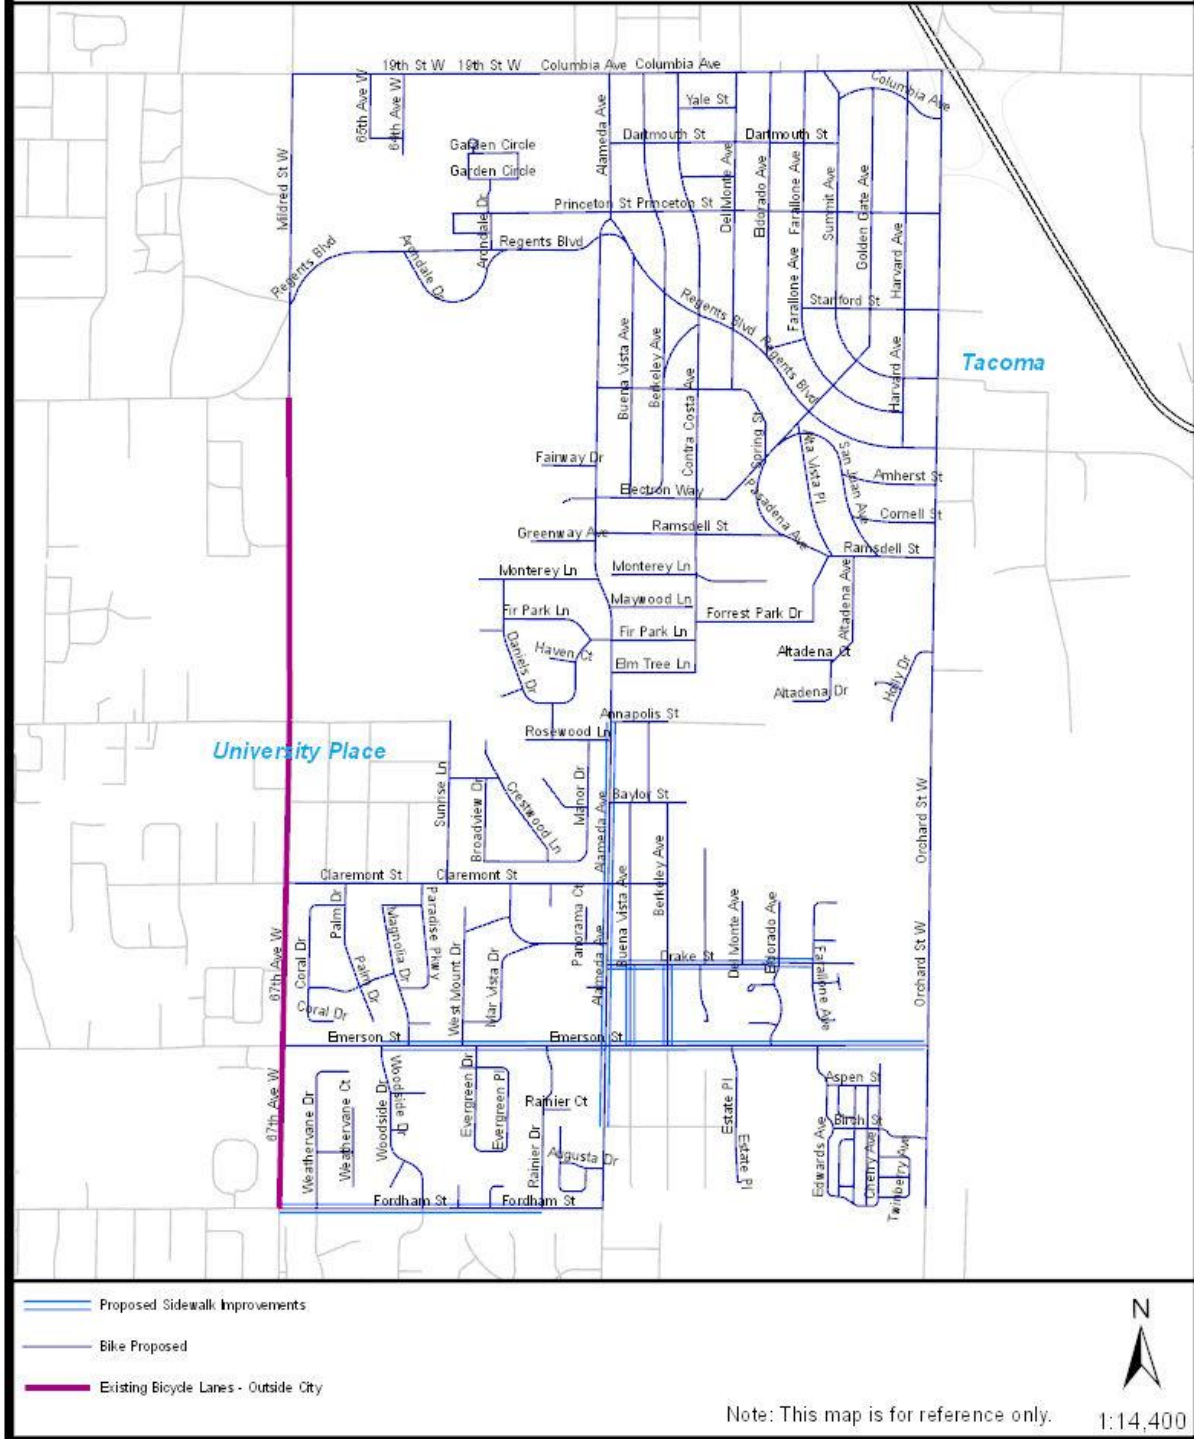 19th St W 19th St W Columbia Ave Columbia Ave
Columbia Ave
65th Ave W
64th Ave W
Yale St
Alameda Ave
Dartmouth St Dartmouth St
Garden Circle
Garden Circle
Mildred St W
Del Monte Ave
Eldorado Ave
Farallone Ave
Summit Ave
Golden Gate Ave
Harvard Ave
Princeton St Princeton St
Arondale Dr
Regents Blvd
Arondale Dr
Regents Blvd
Farallone Ave
Stanford St
Regents Blvd
Regents Blvd
Buena Vista Ave
Berkeley Ave
Contra Costa Ave
Harvard Ave
Tacoma
Spring St
Alta Vista Pl
San Juan Ave
Fairway Dr
Amherst St
Electron Way
Pasadena Ave
Cornell St
Greenway Ave
Ramsdell St
Ramsdell St
Monterey Ln
Monterey Ln
Altadena Ave
Maywood Ln
Fir Park Ln
Forrest Park Dr
Fir Park Ln
Daniels Dr
Haven Ct
Elm Tree Ln
Altadena Ct
Altadena Dr
Holly Dr
Annapolis St
Rosewood Ln
University Place
Sunrise Ln
Broadview Dr
Crestwood Ln
Manor Dr
Alameda Ave
Baylor St
Orchard St W
Buena Vista Ave
Berkeley Ave
Claremont St Claremont St
Palm Dr
Magnolia Dr
Paradise Pkwy
Panorama Ct
Del Monte Ave
Eldorado Ave
Coral Dr
Palm Dr
West Mount Dr
Mar Vista Dr
Alameda Ave
Drake St
Farallone Ave
Orchard St W
67th Ave W
Coral Dr
Emerson St Emerson St
67th Ave W
Weathervane Dr
Weathervane Ct
Woodside Dr
Woodside Dr
Evergreen Dr
Evergreen Pl
Rainier Ct
Rainier Dr
Augusta Dr
Estate Pl
Estate Pl
Aspen St
Birch St
Edwards Ave
Cherry Ave
Twinberry Ave
Fordham St Fordham St
Proposed Sidewalk Improvements
Bike Proposed
Existing Bicycle Lanes - Outside City
N
Note: This map is for reference only.
1:14,400